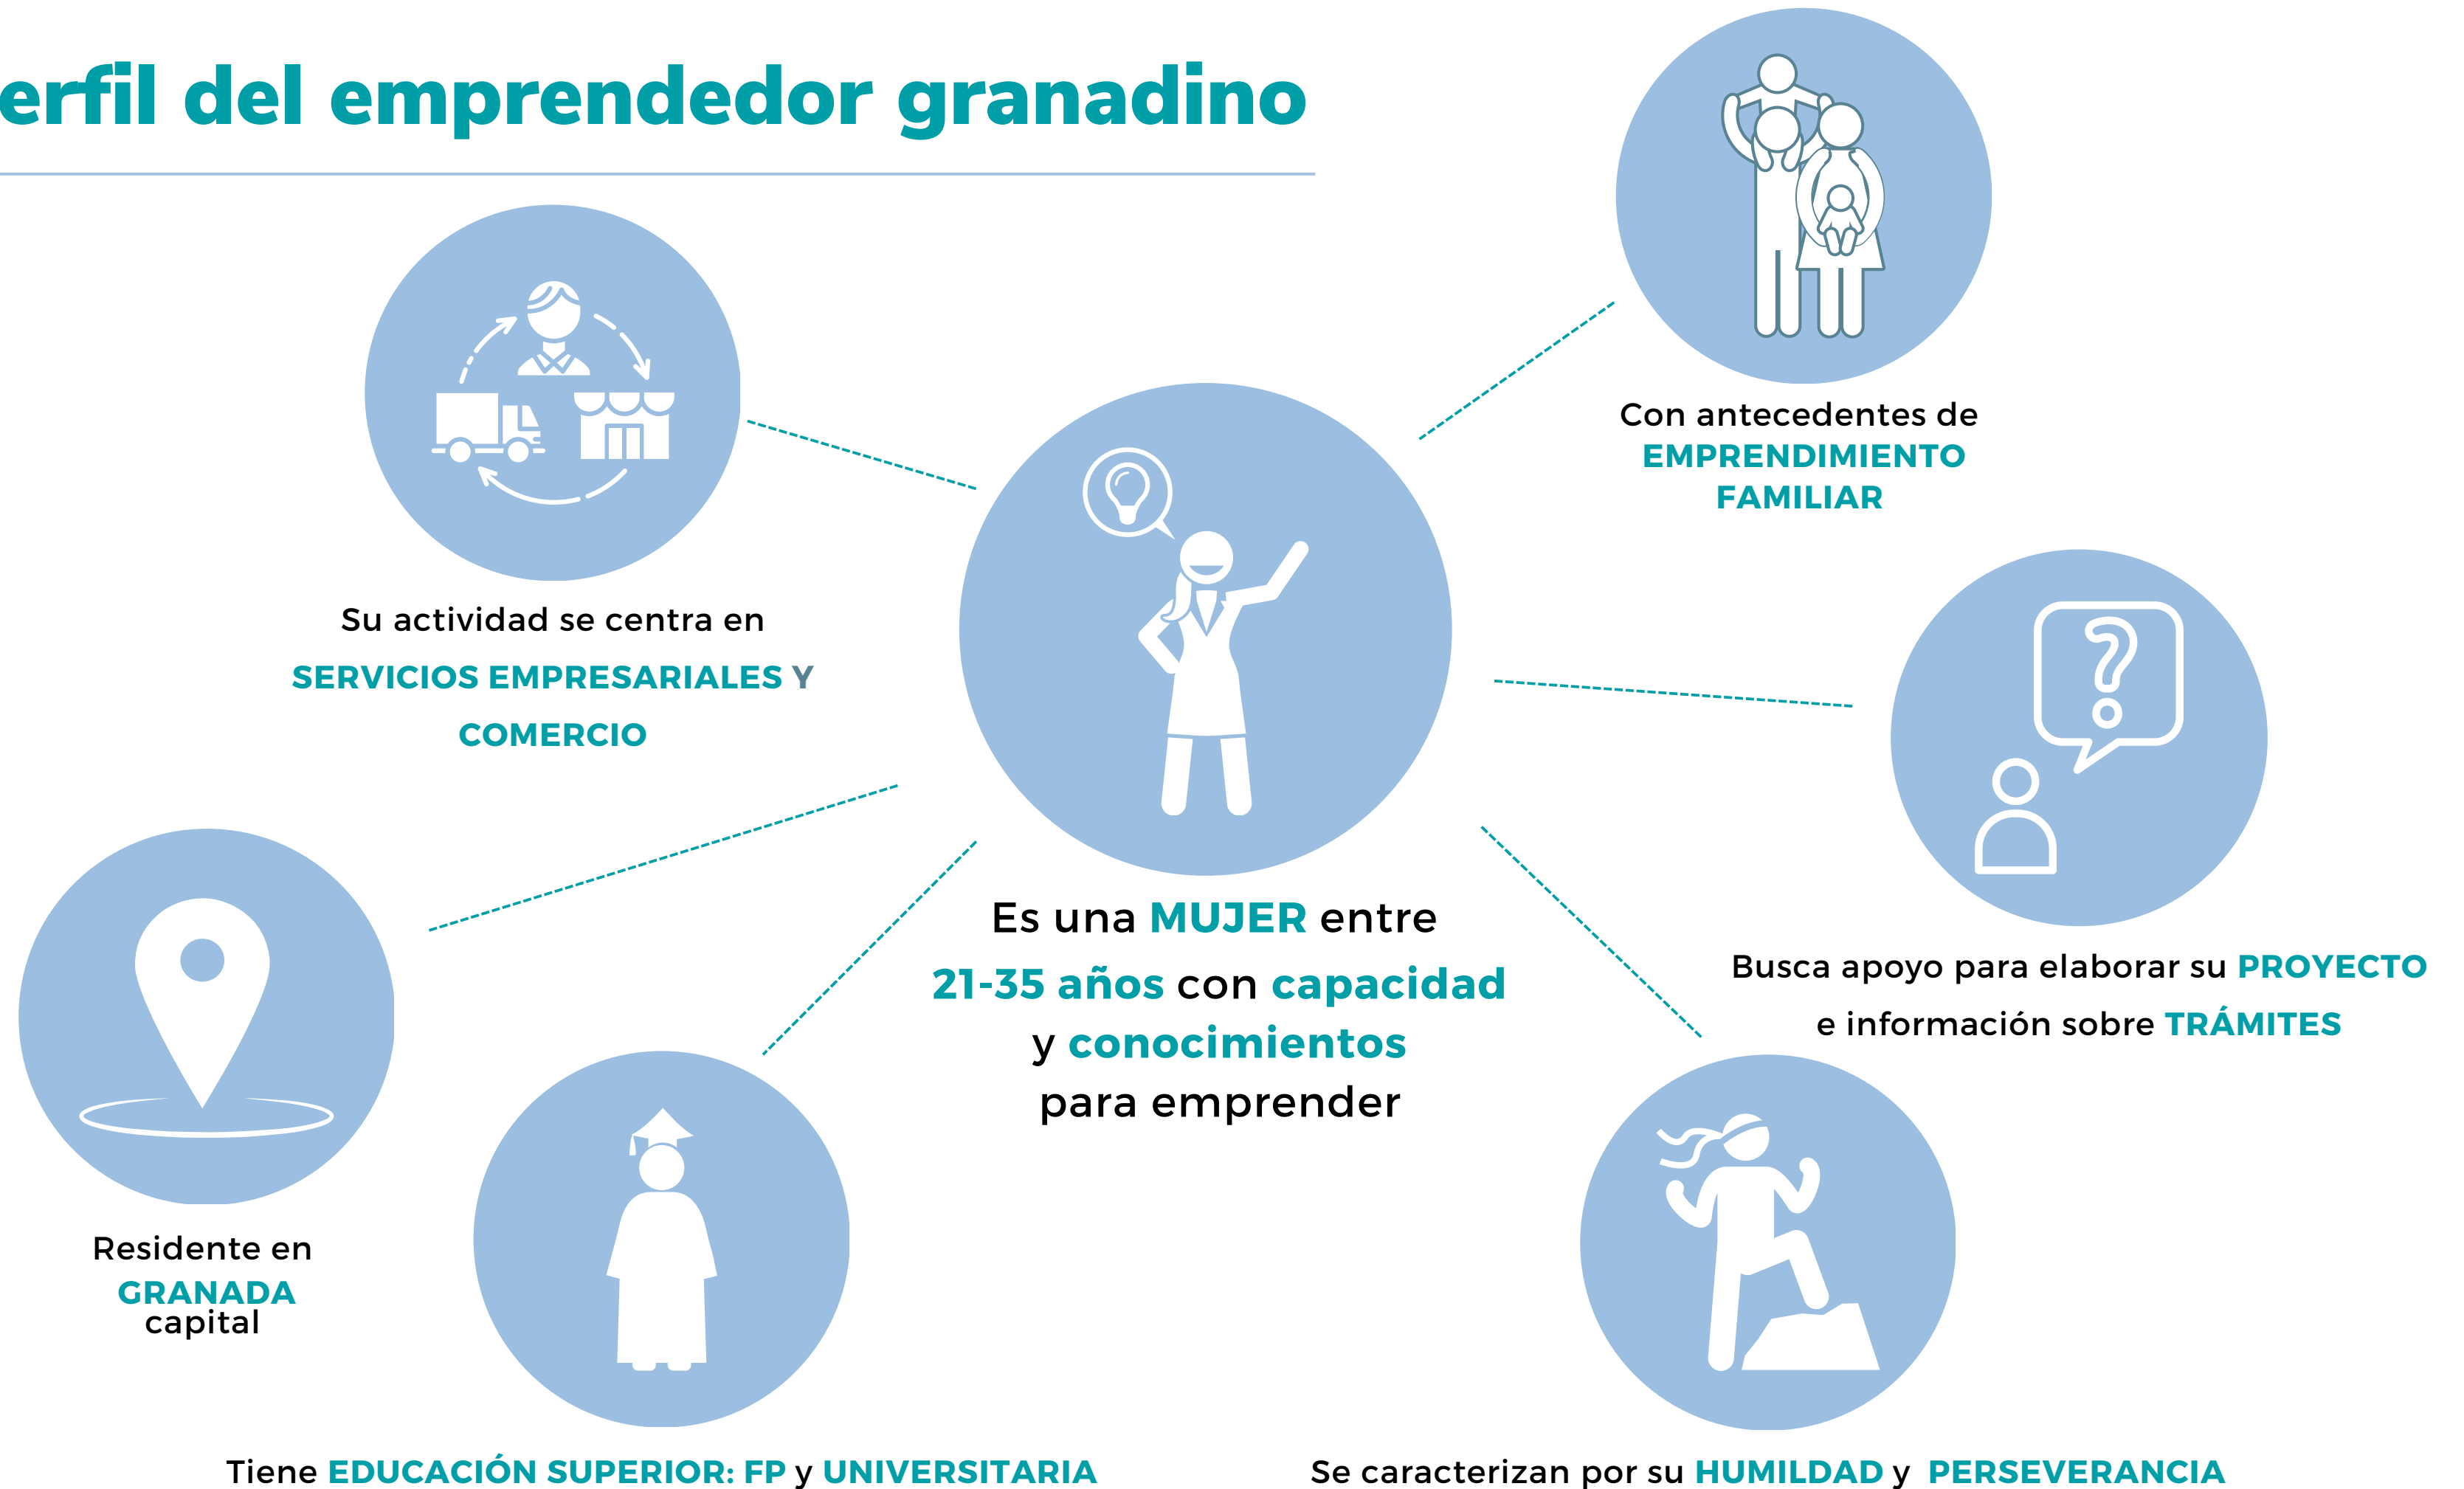 erfil del emprendedor granadino
Con antecedentes de
EMPRENDIMIENTO
FAMILIAR
Su actividad se centra en
SERVICIOS EMPRESARIALES Y
COMERCIO
Es una MUJER entre
21-35 años con capacidad
y conocimientos
para emprender
Busca apoyo para elaborar su PROYECTO
e información sobre TRÁMITES
Residente en
GRANADA
capital
Tiene EDUCACIÓN SUPERIOR: FP y UNIVERSITARIA
Se caracterizan por su HUMILDAD y PERSEVERANCIA